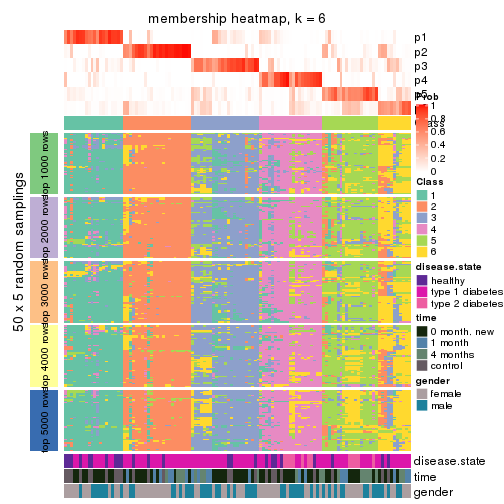 membership heatmap, k = 6
p1
p2
p3
p4
p5
Prob
1
0.8
0.6
0.4
0.2
0
Class
1
2
3
4
5
6
disease.state
healthy
type 1 diabetes
type 2 diabetes
time
0 month. new
1 month
4 months
control
gender
female
male
50 x 5 random samplings
top 1000 rows
top 2000 rows
top 3000 rows
top 4000 rows
top 5000 rows
disease.state
time
gender